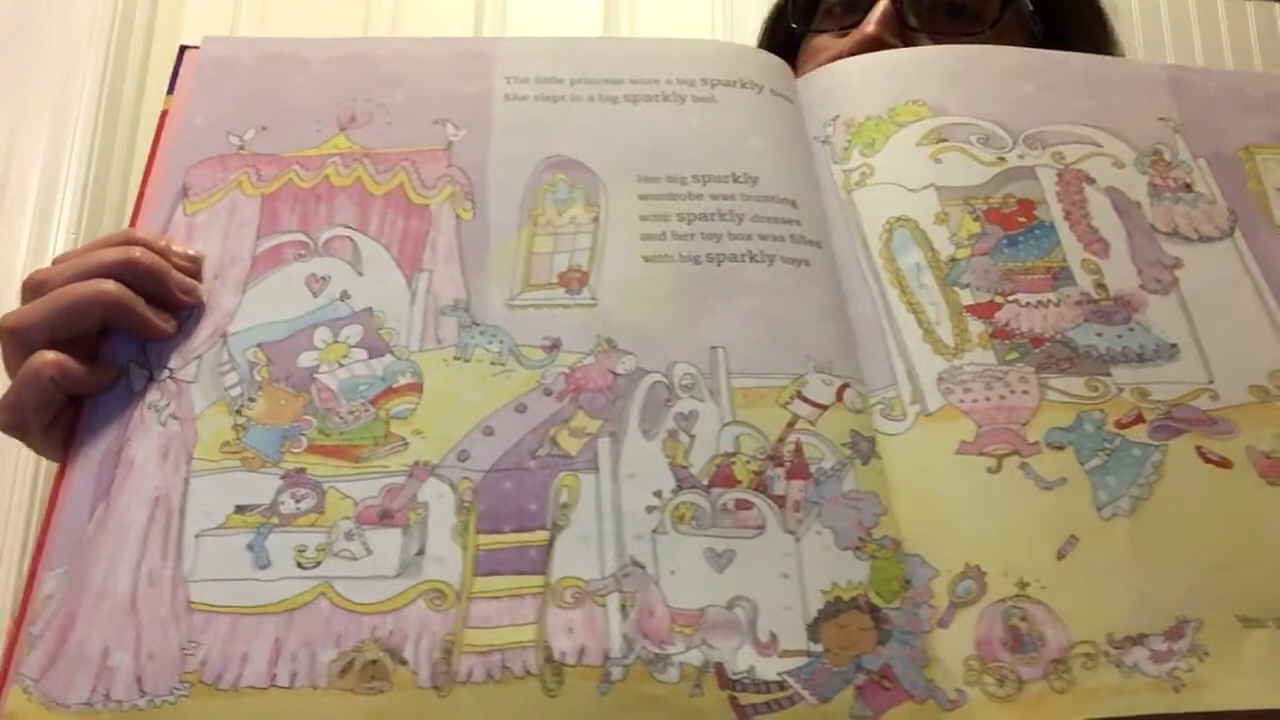 The little princess wore a big sparkly
She slept in a big sparkly bed.
Her big sparkly
wardrobe was bursting
with sparkly dresses
and her toy box was filled
with big sparkly toys